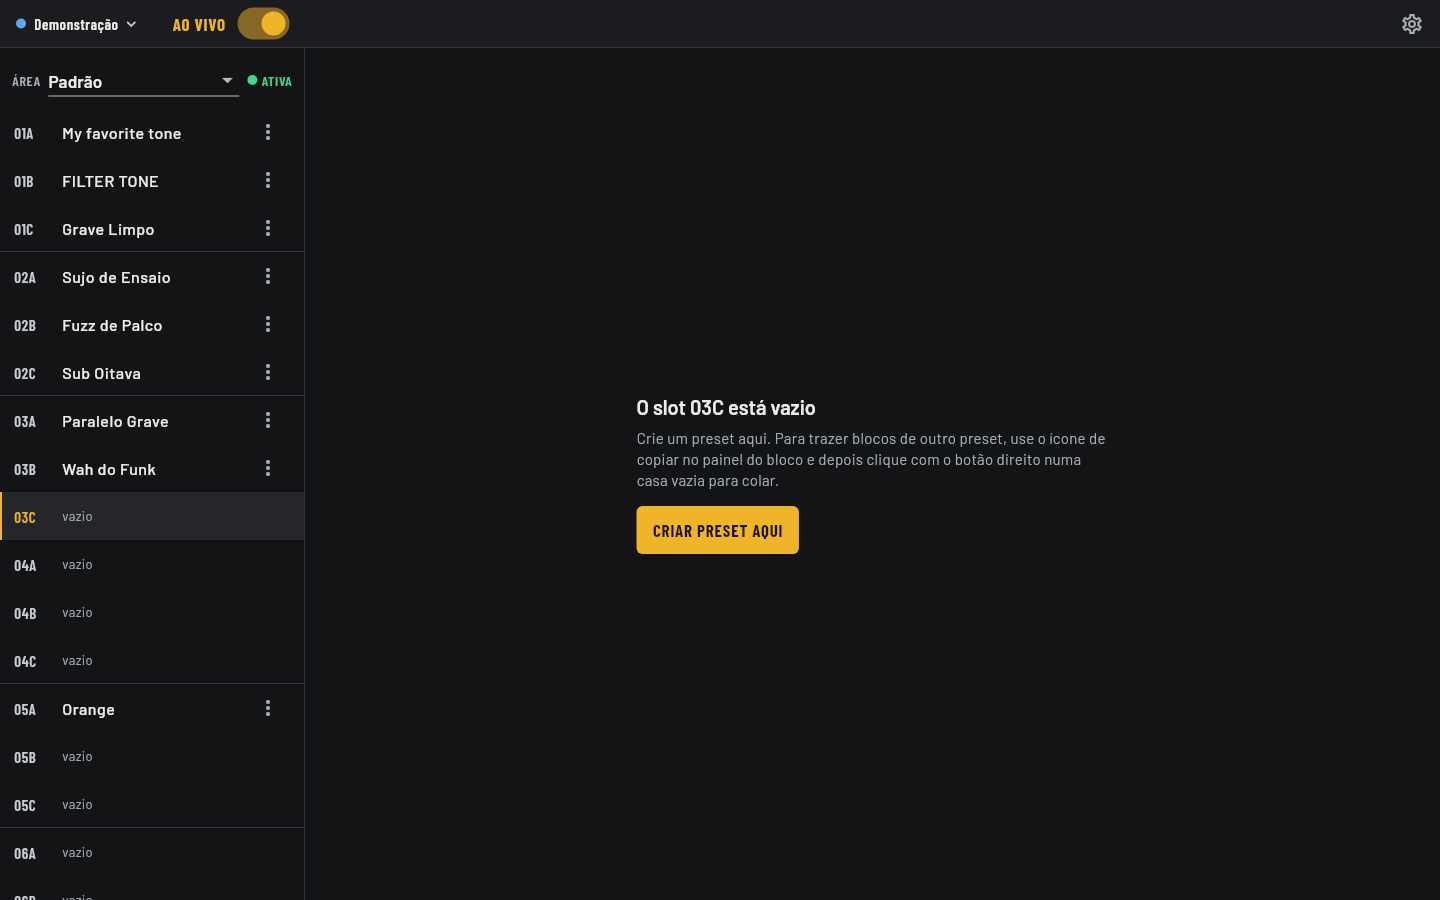 Demonstração
AO VIVO
ÁREA Padrão ATIVA
01A My favorite tone
01B FILTER TONE
01C Grave Limpo
02A Sujo de Ensaio
02B Fuzz de Palco
02C Sub Oitava
03A Paralelo Grave
03B Wah do Funk
03C vazio
04A vazio
04B vazio
04C vazio
05A Orange
05B vazio
05C vazio
06A vazio
O slot 03C está vazio
Crie um preset aqui. Para trazer blocos de outro preset, use o ícone de
copiar no painel do bloco e depois clique com o botão direito numa
casa vazia para colar.
CRIAR PRESET AQUI